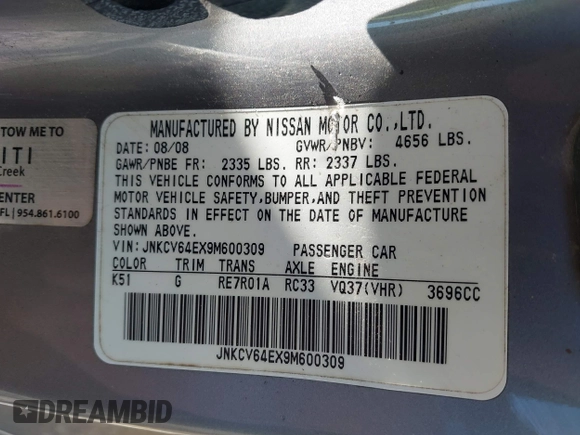 MANUFACTURED BY NISSAN MOTOR CO.,LTD.
DATE: 08/08 GVWR/PNBV: 4656 LBS.
GAWR/PNBE FR: 2335 LBS. RR: 2337 LBS.
THIS VEHICLE CONFORMS TO ALL APPLICABLE FEDERAL
MOTOR VEHICLE SAFETY,BUMPER,AND THEFT PREVENTION
STANDARDS IN EFFECT ON THE DATE OF MANUFACTURE
SHOWN ABOVE.
VIN: JNKCV64EX9M600309 PASSENGER CAR
COLOR TRIM TRANS AXLE ENGINE
K51 G RE7R01A RC33 VQ37(VHR) 3696CC
JNKCV64EX9M600309
TOW ME TO
ITI
Creek
ENTER
FL | 954.861.6100
DREAMBID